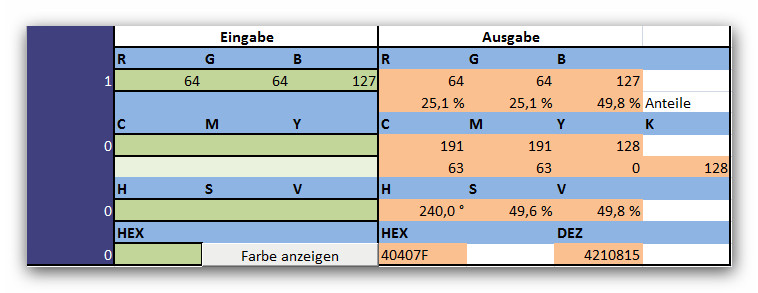 Eingabe Ausgabe
R G B R G B
1 64 64 127 64 64 127
25,1 % 25,1 % 49,8 % Anteile
C M Y C M Y K
0 191 191 128
63 63 0 128
H S V H S V
0 240,0 ° 49,6 % 49,8 %
HEX HEX DEZ
0 Farbe anzeigen 40407F 4210815